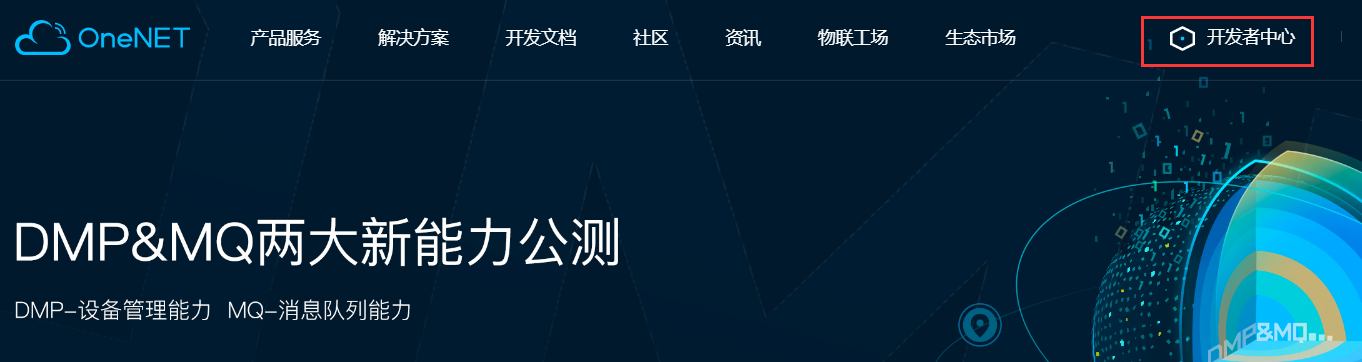 OneNET 产品服务 解决方案 开发文档 社区 资讯 物联工场 生态市场 开发者中心
DMP&MQ两大新能力公测
DMP-设备管理能力 MQ-消息队列能力
DMP&MQ...